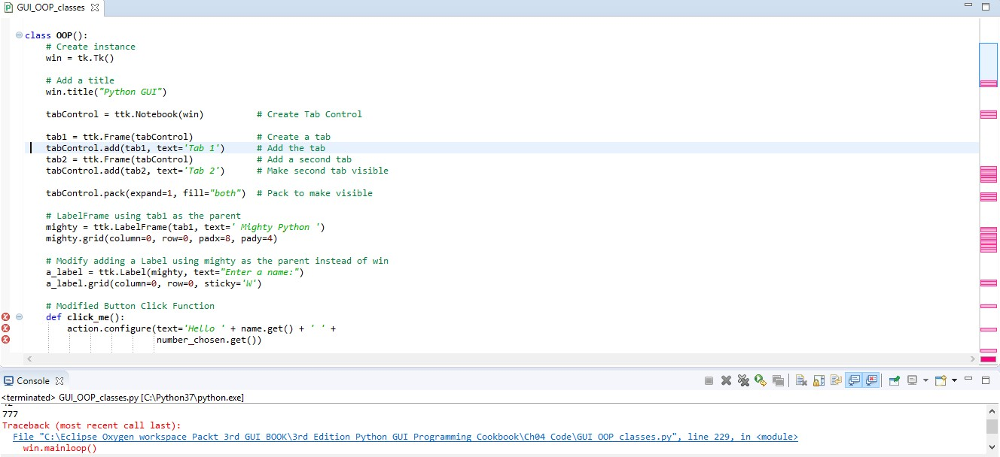 GUI_OOP_classes
class OOP():
# Create instance
win = tk.Tk()
# Add a title
win.title("Python GUI")
tabControl = ttk.Notebook(win) # Create Tab Control
tab1 = ttk.Frame(tabControl) # Create a tab
tabControl.add(tab1, text='Tab 1') # Add the tab
tab2 = ttk.Frame(tabControl) # Add a second tab
tabControl.add(tab2, text='Tab 2') # Make second tab visible
tabControl.pack(expand=1, fill="both") # Pack to make visible
# LabelFrame using tab1 as the parent
mighty = ttk.LabelFrame(tab1, text=' Mighty Python ')
mighty.grid(column=0, row=0, padx=8, pady=4)
# Modify adding a Label using mighty as the parent instead of win
a_label = ttk.Label(mighty, text="Enter a name:")
a_label.grid(column=0, row=0, sticky='W')
# Modified Button Click Function
def click_me():
action.configure(text='Hello ' + name.get() + ' ' +
number_chosen.get())
Console
<terminated> GUI_OOP_classes.py [C:\Python37\python.exe]
777
Traceback (most recent call last):
File "C:\Eclipse Oxygen workspace Packt 3rd GUI BOOK\3rd Edition Python GUI Programming Cookbook\Ch04 Code\GUI OOP classes.py", line 229, in <module>
win.mainloop()